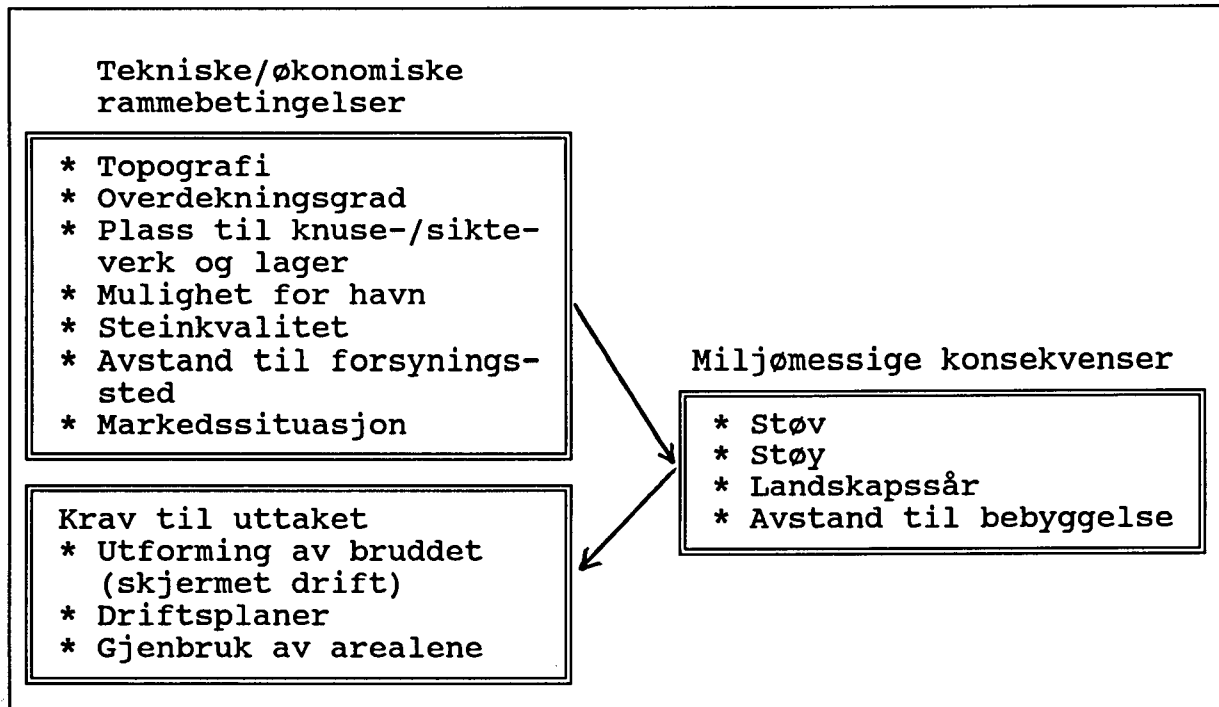 Tekniske/økonomiske
rammebetingelser
* Topografi
* Overdekningsgrad
* Plass til knuse-/sikte-
verk og lager
* Mulighet for havn
* Steinkvalitet
* Avstand til forsynings-
sted
* Markedssituasjon
Miljømessige konsekvenser
* Støv
* Støy
* Landskapssår
* Avstand til bebyggelse
Krav til uttaket
* Utforming av bruddet
(skjermet drift)
* Driftsplaner
* Gjenbruk av arealene